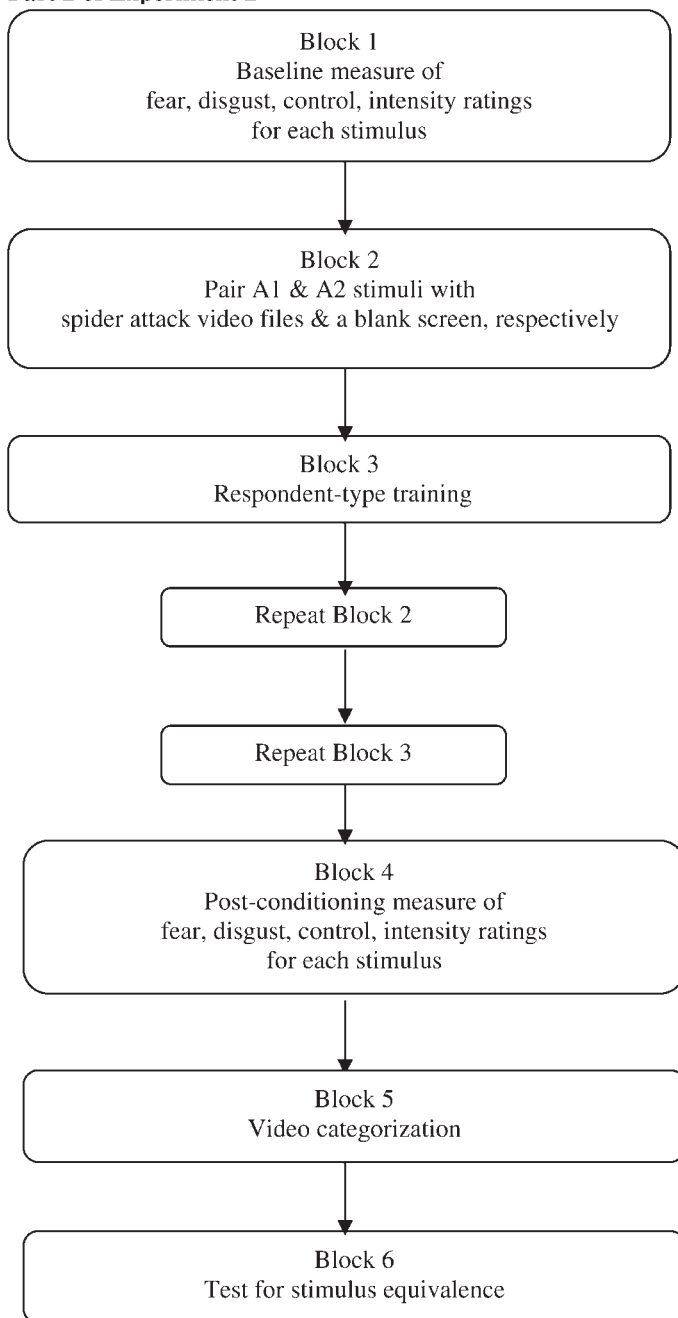 Block 1
Baseline measure of
fear, disgust, control, intensity ratings
for each stimulus
Block 2
Pair A1 & A2 stimuli with
spider attack video files & a blank screen, respectively
Block 3
Respondent-type training
Repeat Block 2
Repeat Block 3
Block 4
Post-conditioning measure of
fear, disgust, control, intensity ratings
for each stimulus
Block 5
Video categorization
Block 6
Test for stimulus equivalence